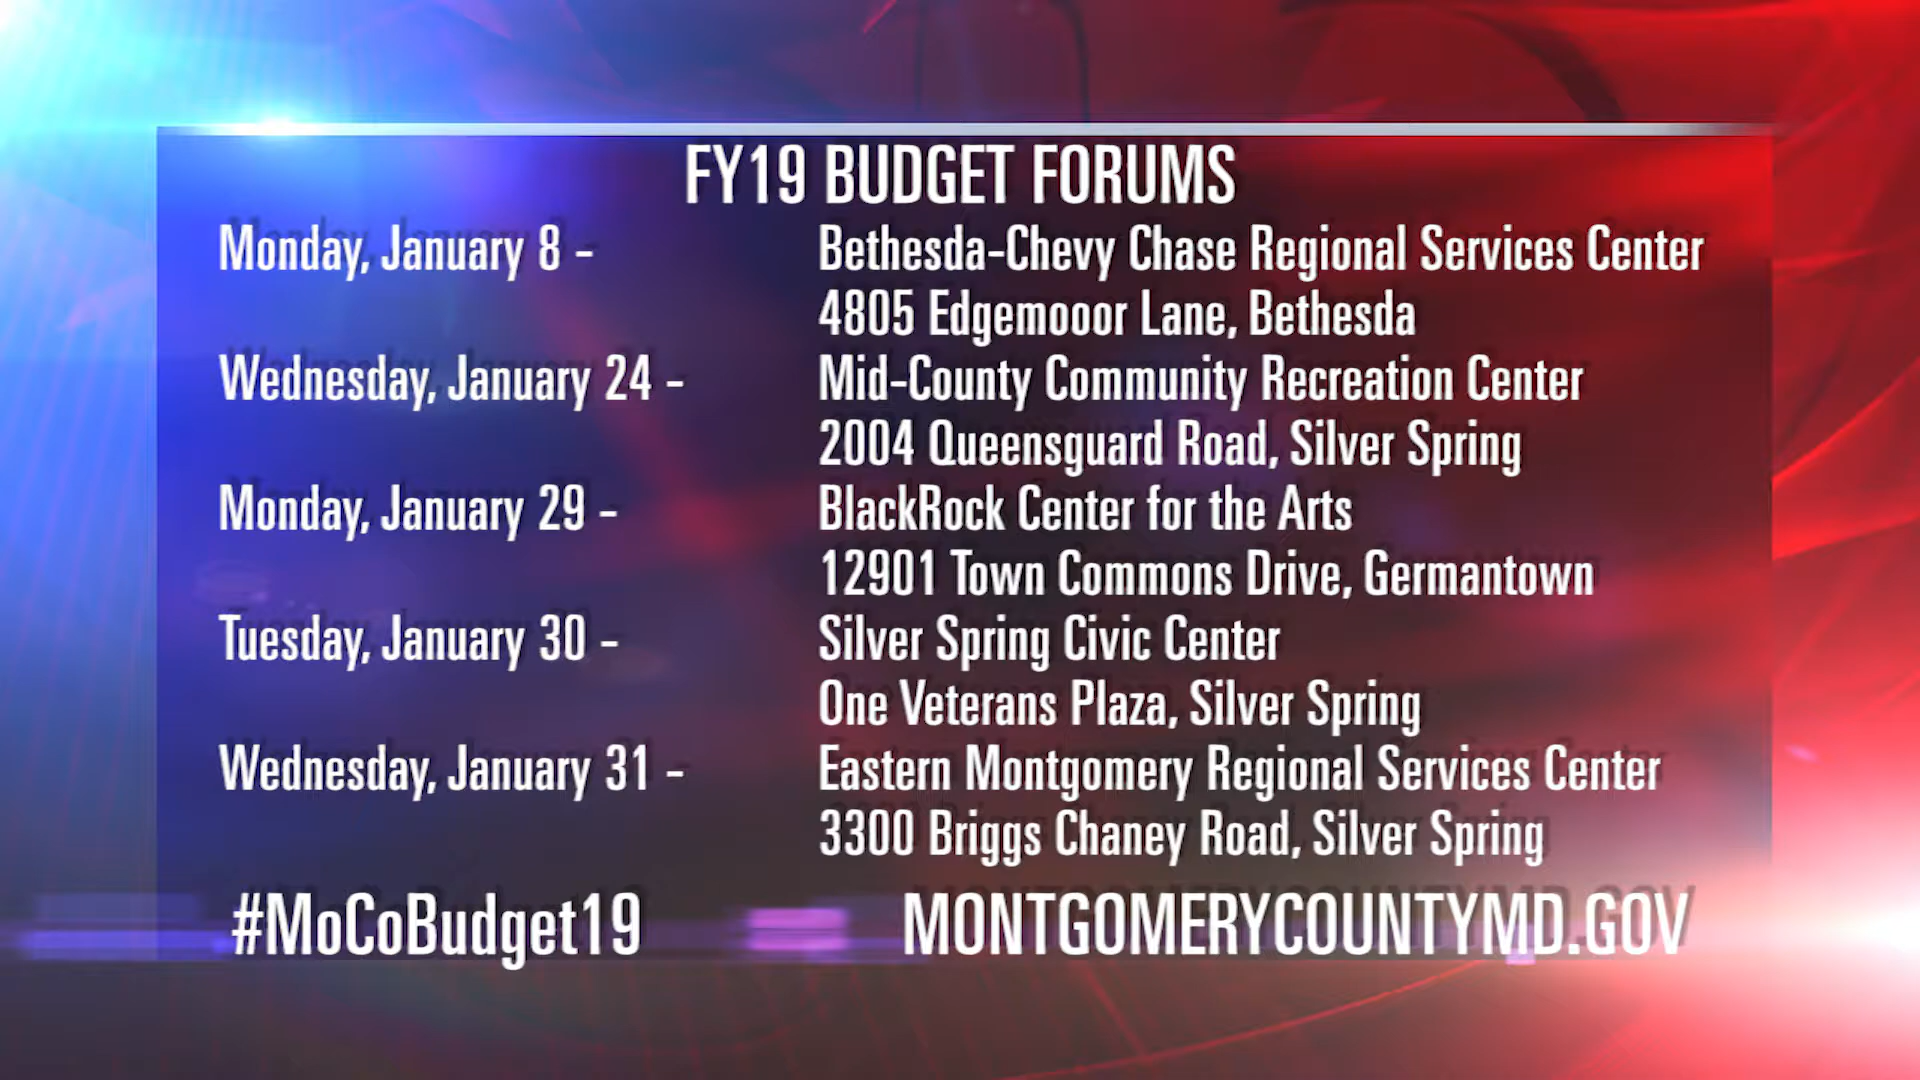 FY19 BUDGET FORUMS
Monday, January 8 - Bethesda-Chevy Chase Regional Services Center
4805 Edgemooor Lane, Bethesda
Wednesday, January 24 - Mid-County Community Recreation Center
2004 Queensguard Road, Silver Spring
Monday, January 29 - BlackRock Center for the Arts
12901 Town Commons Drive, Germantown
Tuesday, January 30 - Silver Spring Civic Center
One Veterans Plaza, Silver Spring
Wednesday, January 31 - Eastern Montgomery Regional Services Center
3300 Briggs Chaney Road, Silver Spring
#MoCoBudget19 MONTGOMERYCOUNTYMD.GOV